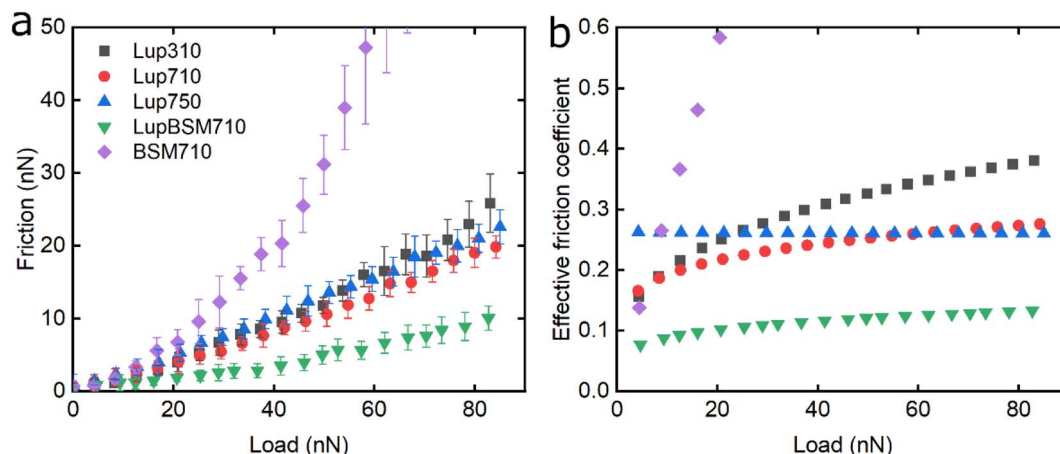 a
50
40
30
20
10
0
Friction (nN)
Lup310
Lup710
Lup750
LupBSM710
BSM710
0 20 40 60 80
Load (nN)
b
0.6
0.5
0.4
0.3
0.2
0.1
0.0
Effective friction coefficient
0 20 40 60 80
Load (nN)